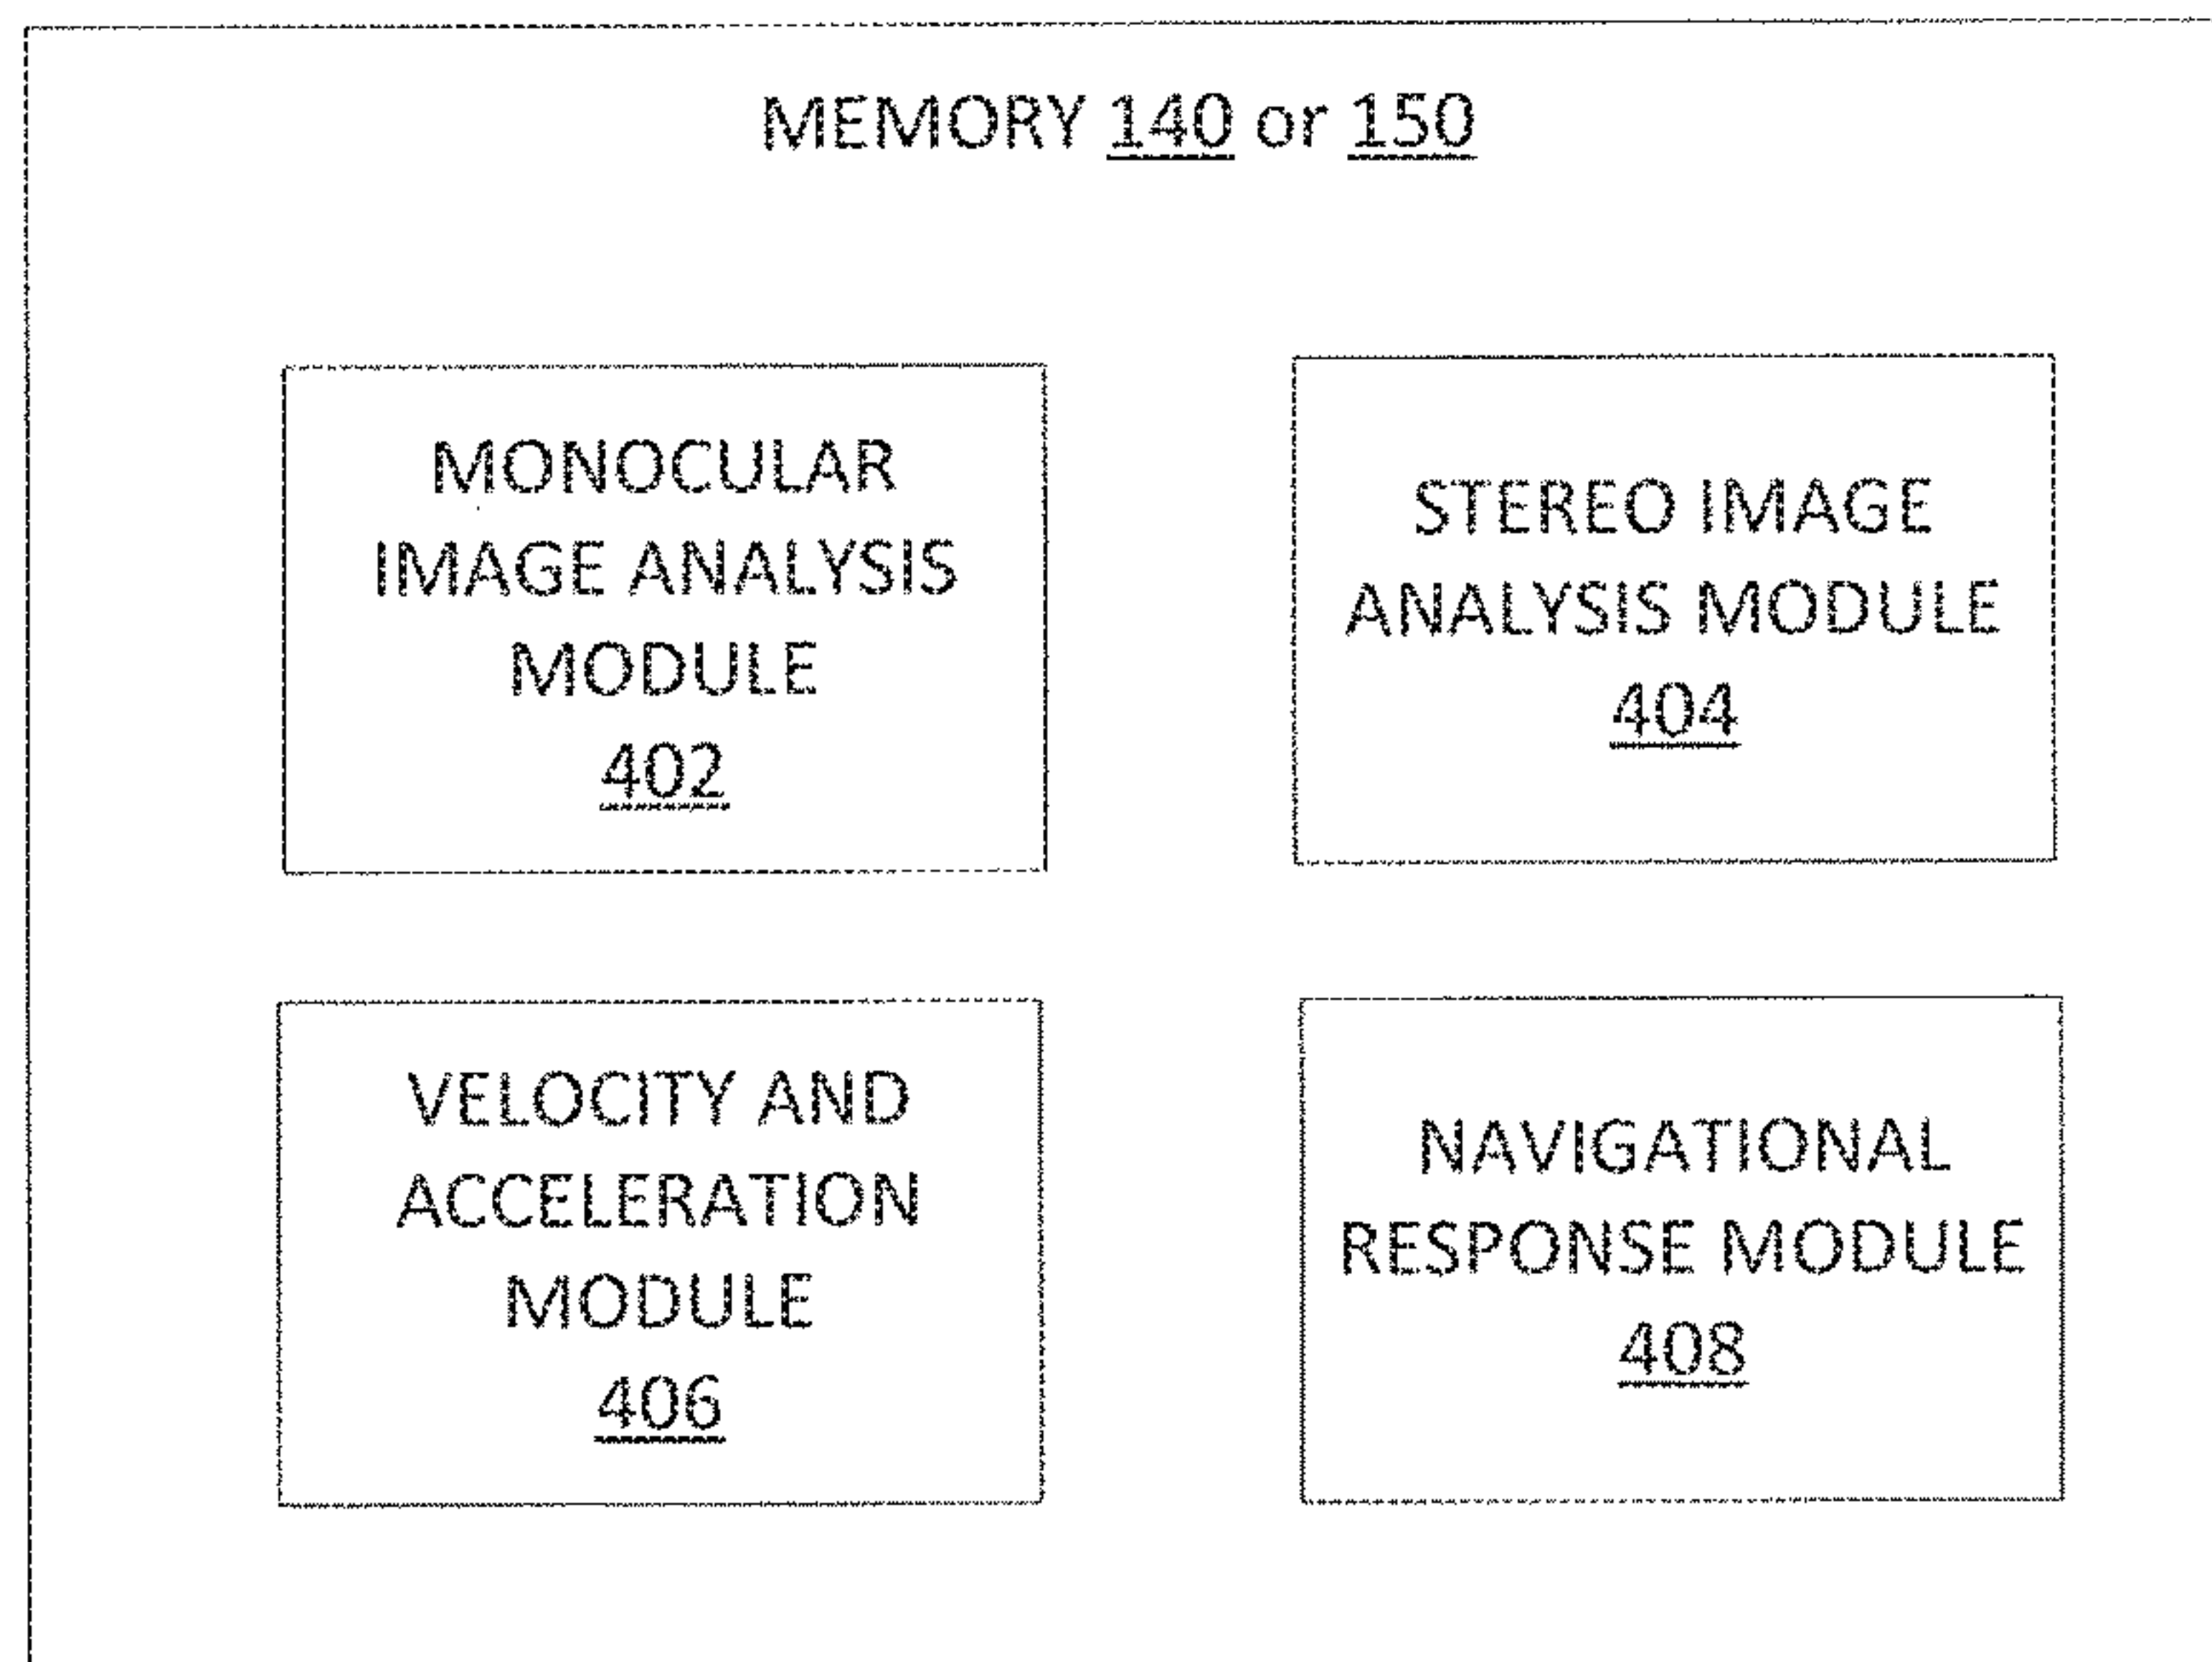 MEMORY 140 or 150
MONOCULAR
IMAGE ANALYSIS
MODULE
402
STEREO IMAGE
ANALYSIS MODULE
404
VELOCITY AND
ACCELERATION
MODULE
406
NAVIGATIONAL
RESPONSE MODULE
408